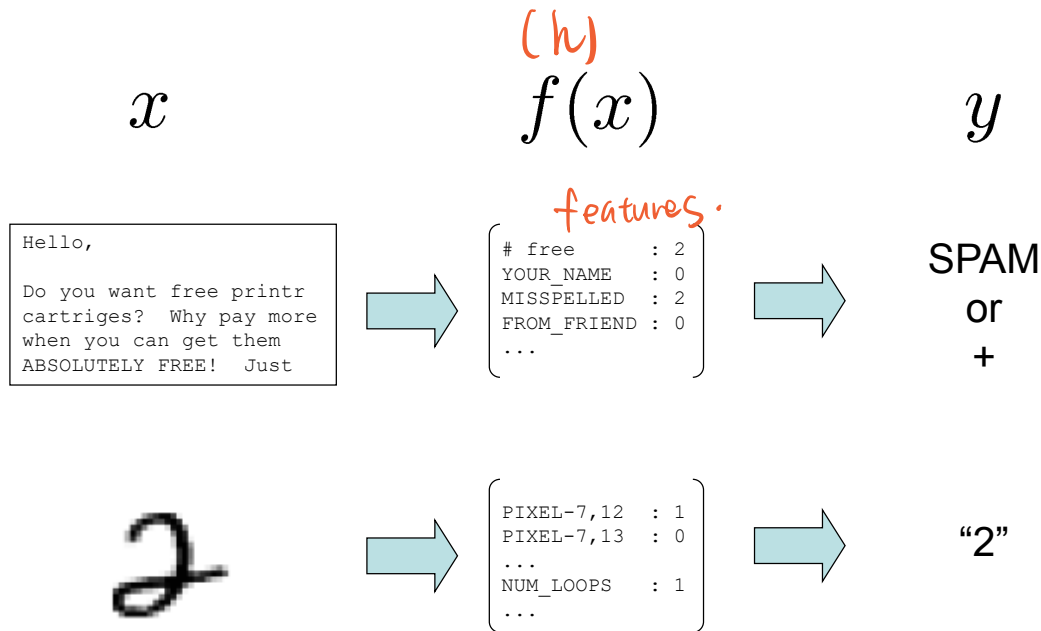 (h)
x f(x) y
features.
Hello,
Do you want free printr
cartriges? Why pay more
when you can get them
ABSOLUTELY FREE! Just
# free : 2
YOUR_NAME : 0
MISSPELLED : 2
FROM_FRIEND : 0
...
SPAM
or
+
2
PIXEL-7,12 : 1
PIXEL-7,13 : 0
...
NUM_LOOPS : 1
...
“2”